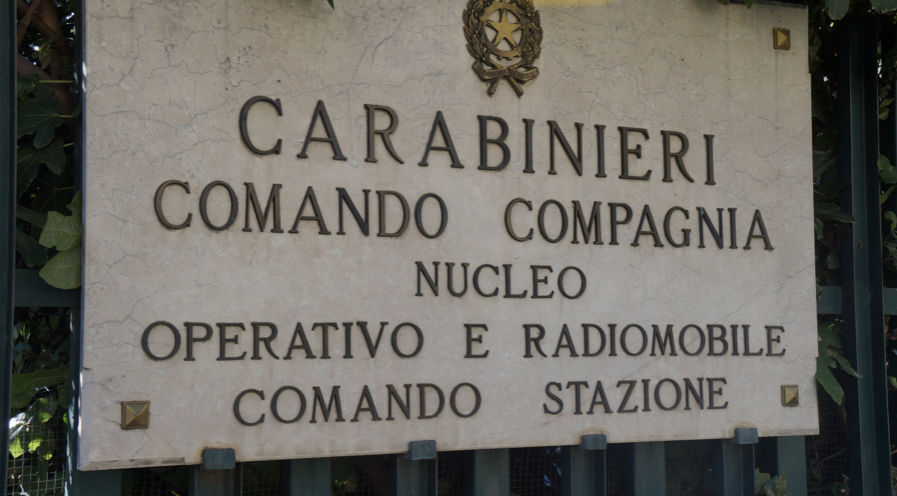 CARABINIERI
COMANDO COMPAGNIA
NUCLEO
OPERATIVO E RADIOMOBILE
COMANDO STAZIONE